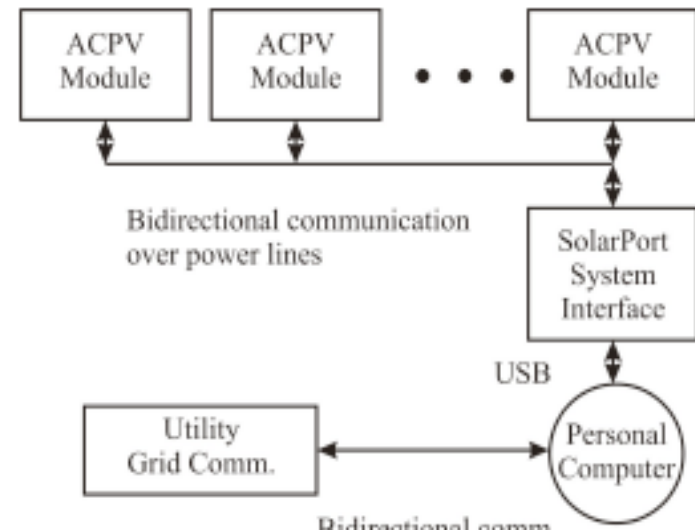 ACPV
Module
ACPV
Module
ACPV
Module
Bidirectional communication
over power lines
SolarPort
System
Interface
USB
Utility
Grid Comm.
Personal
Computer
Bidirectional comm